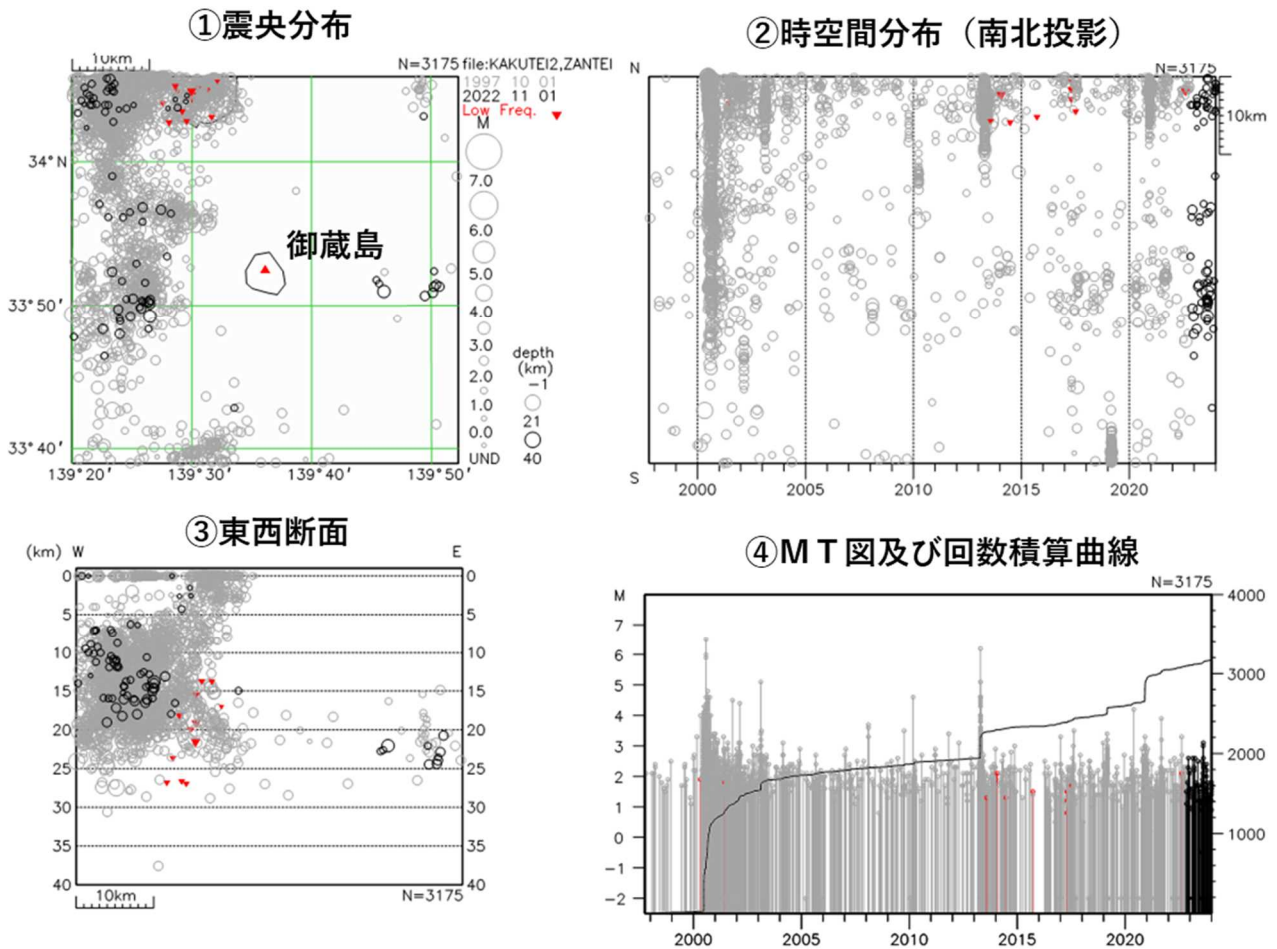 ①震央分布
10km
N=3175 file:KAKUTEI2,ZANTEI
1997 10 01
2022 11 01
Low Freq.
M
7.0
6.0
5.0
4.0
3.0
2.0
1.0
0.0
UND
depth
(km)
-1
21
40
34°N
33°50′
33°40′
139°20′
139°30′
139°40′
139°50′
御蔵島
②時空間分布（南北投影）
N
N=3175
10km
S
2000
2005
2010
2015
2020
③東西断面
(km) W
E
0
5
10
15
20
25
30
35
40
0
5
10
15
20
25
30
35
40
10km
N=3175
④ＭＴ図及び回数積算曲線
N=3175
M
7
6
5
4
3
2
1
0
-1
-2
4000
3000
2000
1000
2000
2005
2010
2015
2020